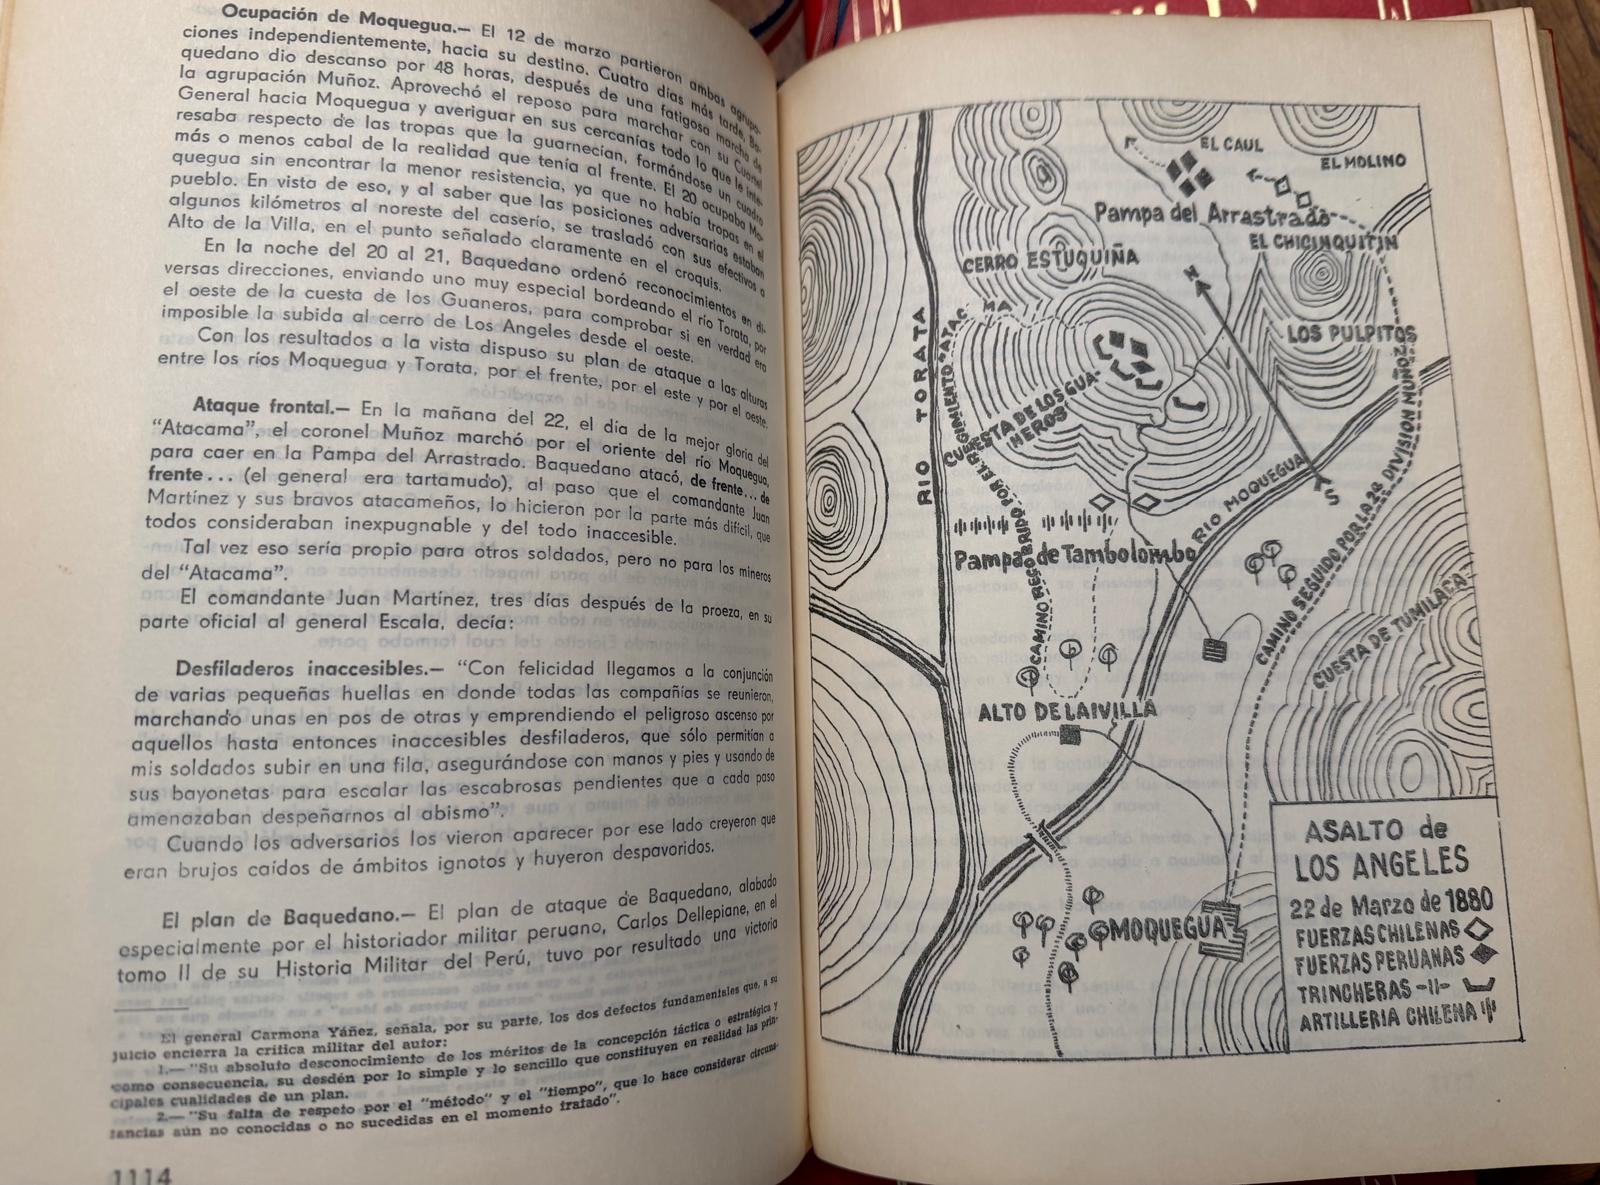 Ocupación de Moquegua.— El 12 de marzo partieron ambas agrupa-
ciones independientemente, hacia su destino. Cuatro días más tarde, Ba-
quedano dio descanso por 48 horas, después de una fatigosa marcha de
la agrupación Muñoz. Aprovechó el reposo para marchar con su Cuartel
General hacia Moquegua y averiguar en sus cercanías todo lo que le inte-
resaba respecto de las tropas que la guarnecían, formándose un cuadro
más o menos cabal de la realidad que tenía al frente. El 20 ocupaba Mo-
quegua sin encontrar la menor resistencia, ya que no había tropas en el
pueblo. En vista de eso, y al saber que las posiciones adversarias estaban
algunos kilómetros al noreste del caserío, se trasladó con sus efectivos a
Alto de la Villa, en el punto señalado claramente en el croquis.
En la noche del 20 al 21, Baquedano ordenó reconocimientos en di-
versas direcciones, enviando uno muy especial bordeando el río Torata, por
el oeste de la cuesta de los Guaneros, para comprobar si en verdad era
imposible la subida al cerro de Los Angeles desde el oeste.
Con los resultados a la vista dispuso su plan de ataque a las alturas
entre los ríos Moquegua y Torata, por el frente, por el este y por el oeste.
Ataque frontal.— En la mañana del 22, el día de la mejor gloria del
"Atacama", el coronel Muñoz marchó por el oriente del río Moquegua,
para caer en la Pampa del Arrastrado. Baquedano atacó, de frente... de
frente... (el general era tartamudo), al paso que el comandante Juan
Martínez y sus bravos atacameños, lo hicieron por la parte más difícil, que
todos consideraban inexpugnable y del todo inaccesible.
Tal vez eso sería propio para otros soldados, pero no para los mineros
del "Atacama".
El comandante Juan Martínez, tres días después de la proeza, en su
parte oficial al general Escala, decía:
Desfiladeros inaccesibles.— "Con felicidad llegamos a la conjunción
de varias pequeñas huellas en donde todas las compañías se reunieron,
marchando unas en pos de otras y emprendiendo el peligroso ascenso por
aquellos hasta entonces inaccesibles desfiladeros, que sólo permitían a
mis soldados subir en una fila, asegurándose con manos y pies y usando de
sus bayonetas para escalar las escabrosas pendientes que a cada paso
amenazaban despeñarnos al abismo".
Cuando los adversarios los vieron aparecer por ese lado creyeron que
eran brujos caídos de ámbitos ignotos y huyeron despavoridos.
El plan de Baquedano.— El plan de ataque de Baquedano, alabado
especialmente por el historiador militar peruano, Carlos Dellepiane, en el
tomo II de su Historia Militar del Perú, tuvo por resultado una victoria
El general Carmona Yáñez, señala, por su parte, los dos defectos fundamentales que, a su
juicio encierra la crítica militar del autor:
1.— "Su absoluto desconocimiento de los méritos de la concepción táctica o estratégica y
como consecuencia, su desdén por lo simple y lo sencillo que constituyen en realidad las prin-
cipales cualidades de un plan.
2.— "Su falta de respeto por el "método" y el "tiempo", que lo hace considerar circuns-
tancias aún no conocidas o no sucedidas en el momento tratado".
1114
EL CAUL
EL MOLINO
Pampa del Arrastrado
EL CHICINQUITIN
CERRO ESTUQUIÑA
N
LOS PULPITOS
RIO TORATA
CUESTA DE LOS GUA-
NEROS
CAMINO RECORRIDO POR EL REGIMIENTO "ATACAMA
RIO MOQUEGUA
S
Pampa de Tambolombo
CAMINO SEGUIDO POR LA 2a DIVISION MUÑOZ
CUESTA DE TUMILACA
ALTO DE LA VILLA
MOQUEGUA
ASALTO de
LOS ANGELES
22 de Marzo de 1880
FUERZAS CHILENAS
FUERZAS PERUANAS
TRINCHERAS -II-
ARTILLERIA CHILENA